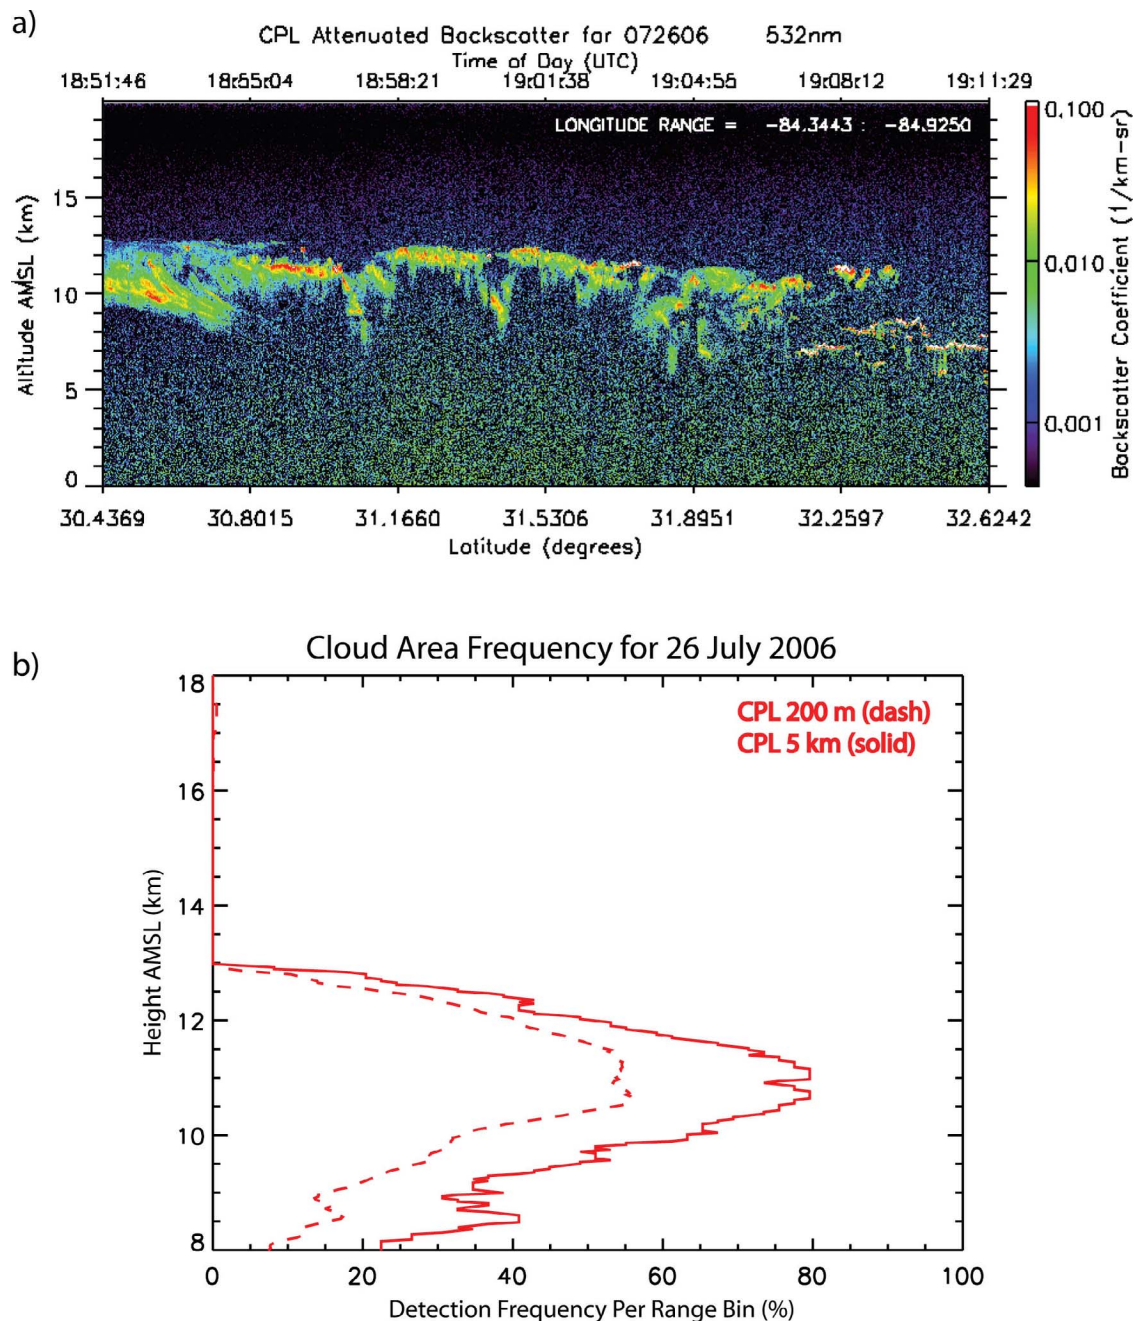 a)
CPL Attenuated Backscatter for 072606 532nm
Time of Day (UTC)
18:51:46 18:55:04 18:58:21 19:01:38 19:04:55 19:08:12 19:11:29
LONGITUDE RANGE = -84.3443 : -84.9250
15
10
5
0
Altitude AMSL (km)
0.100
0.010
0.001
Backscatter Coefficient (1/km-sr)
30.4369 30.8015 31.1660 31.5306 31.8951 32.2597 32.6242
Latitude (degrees)
b)
Cloud Area Frequency for 26 July 2006
CPL 200 m (dash)
CPL 5 km (solid)
18
16
14
12
10
8
Height AMSL (km)
0 20 40 60 80 100
Detection Frequency Per Range Bin (%)